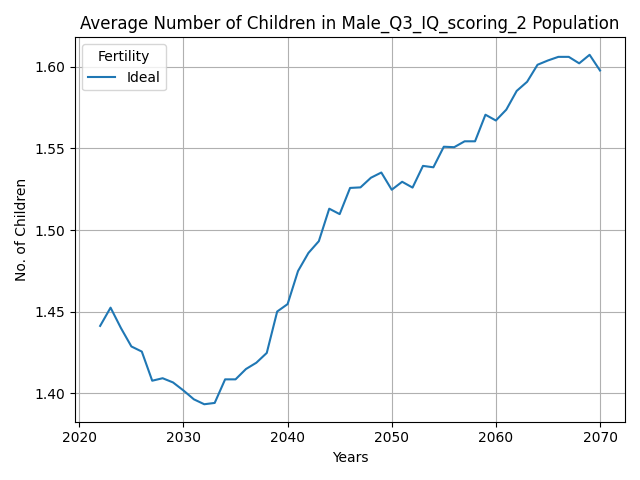 Average Number of Children in Male_Q3_IQ_scoring_2 Population
Fertility
Ideal
1.60
1.55
1.50
1.45
1.40
No. of Children
2020 2030 2040 2050 2060 2070
Years